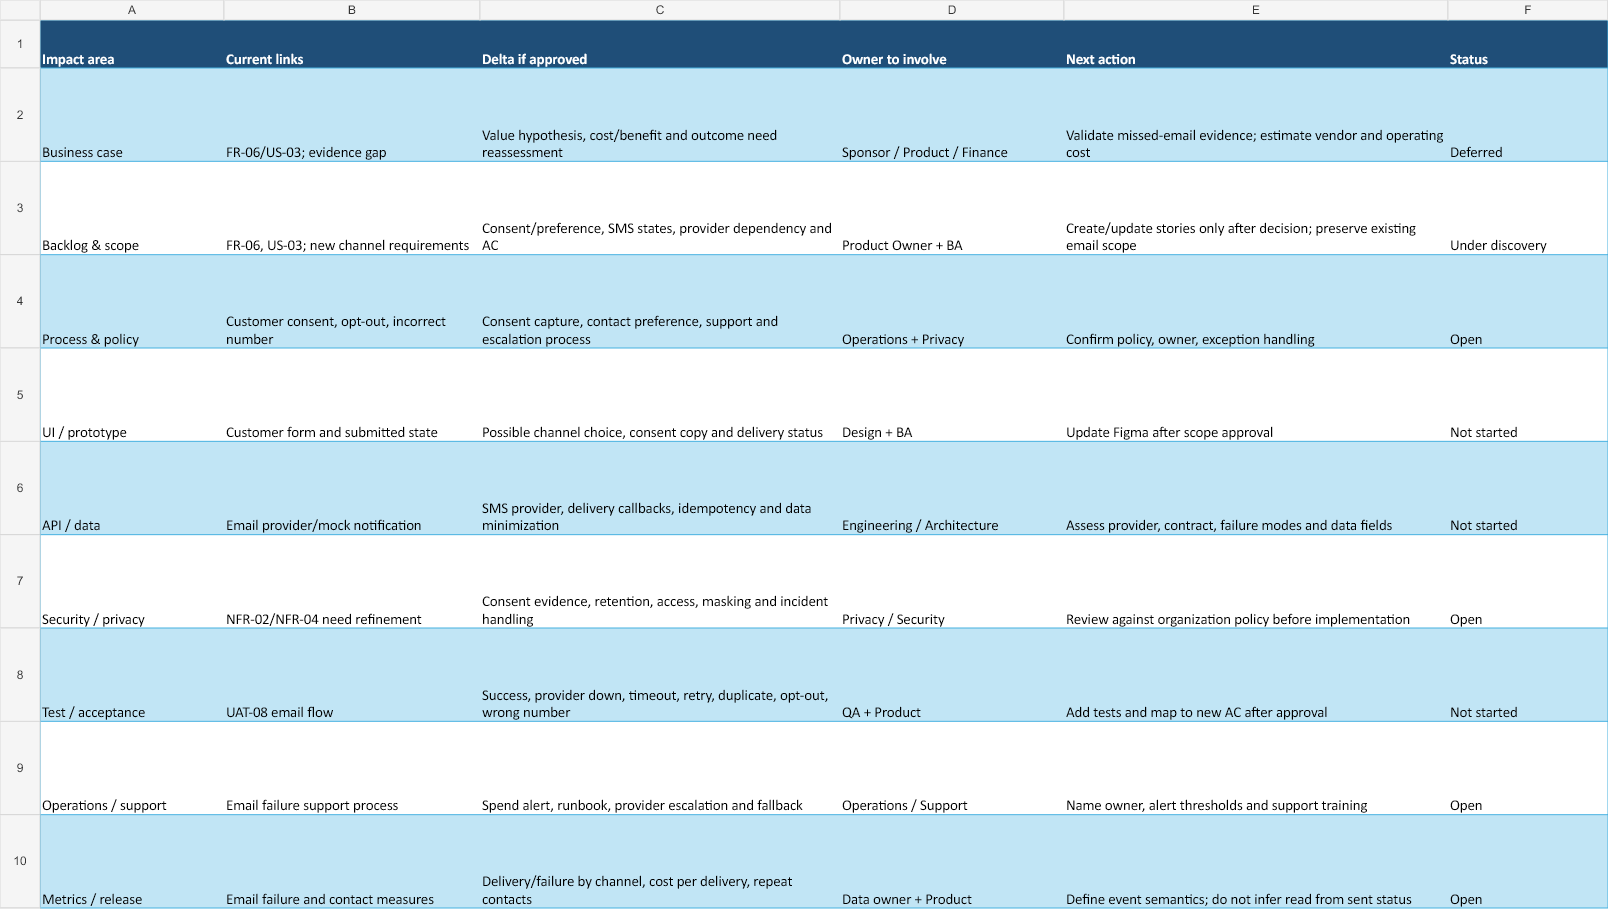 A B C D E F
1 Impact area Current links Delta if approved Owner to involve Next action Status
2
Value hypothesis, cost/benefit and outcome need Validate missed-email evidence; estimate vendor and operating
Business case FR-06/US-03; evidence gap reassessment Sponsor / Product / Finance cost Deferred
3
Consent/preference, SMS states, provider dependency and Create/update stories only after decision; preserve existing
Backlog & scope FR-06, US-03; new channel requirements AC Product Owner + BA email scope Under discovery
4
Customer consent, opt-out, incorrect Consent capture, contact preference, support and
Process & policy number escalation process Operations + Privacy Confirm policy, owner, exception handling Open
5
UI / prototype Customer form and submitted state Possible channel choice, consent copy and delivery status Design + BA Update Figma after scope approval Not started
6
SMS provider, delivery callbacks, idempotency and data
API / data Email provider/mock notification minimization Engineering / Architecture Assess provider, contract, failure modes and data fields Not started
7
Consent evidence, retention, access, masking and incident
Security / privacy NFR-02/NFR-04 need refinement handling Privacy / Security Review against organization policy before implementation Open
8
Success, provider down, timeout, retry, duplicate, opt-out,
Test / acceptance UAT-08 email flow wrong number QA + Product Add tests and map to new AC after approval Not started
9
Operations / support Email failure support process Spend alert, runbook, provider escalation and fallback Operations / Support Name owner, alert thresholds and support training Open
10
Delivery/failure by channel, cost per delivery, repeat
Metrics / release Email failure and contact measures contacts Data owner + Product Define event semantics; do not infer read from sent status Open